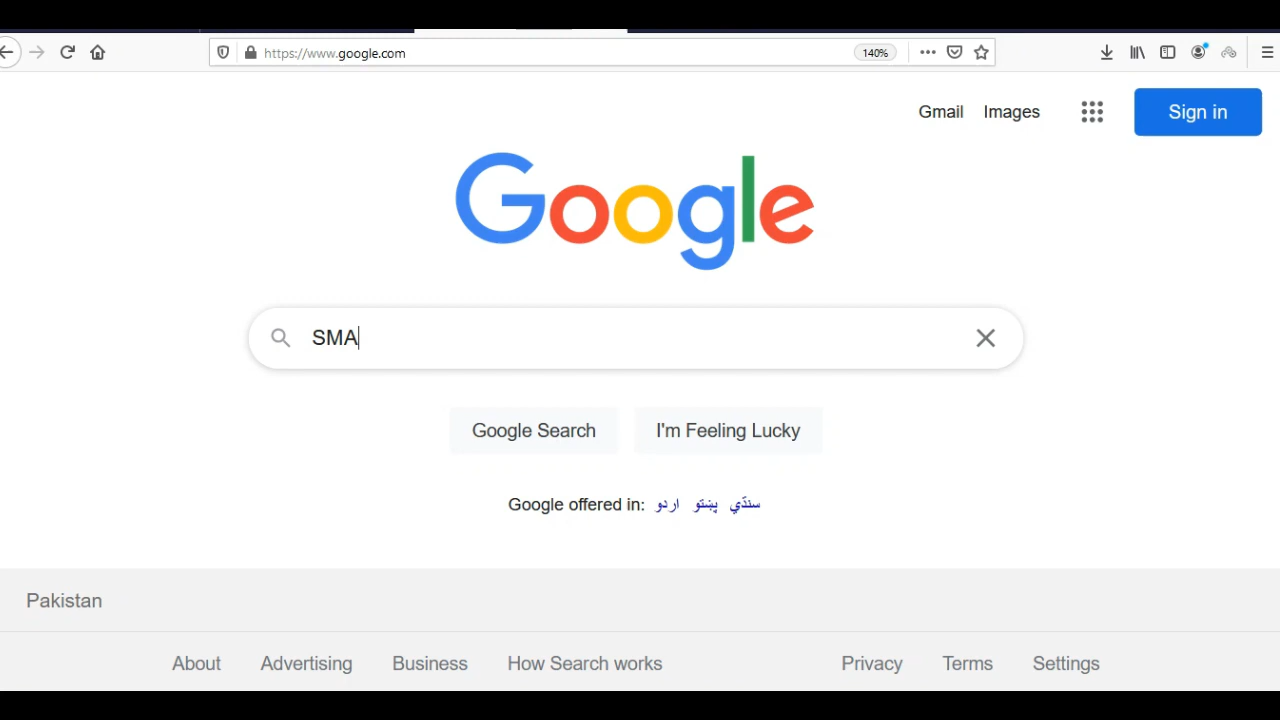 https://www.google.com 140%
Gmail Images Sign in
Google
SMA
Google Search I'm Feeling Lucky
Google offered in: اردو پښتو سنڌي
Pakistan
About Advertising Business How Search works Privacy Terms Settings